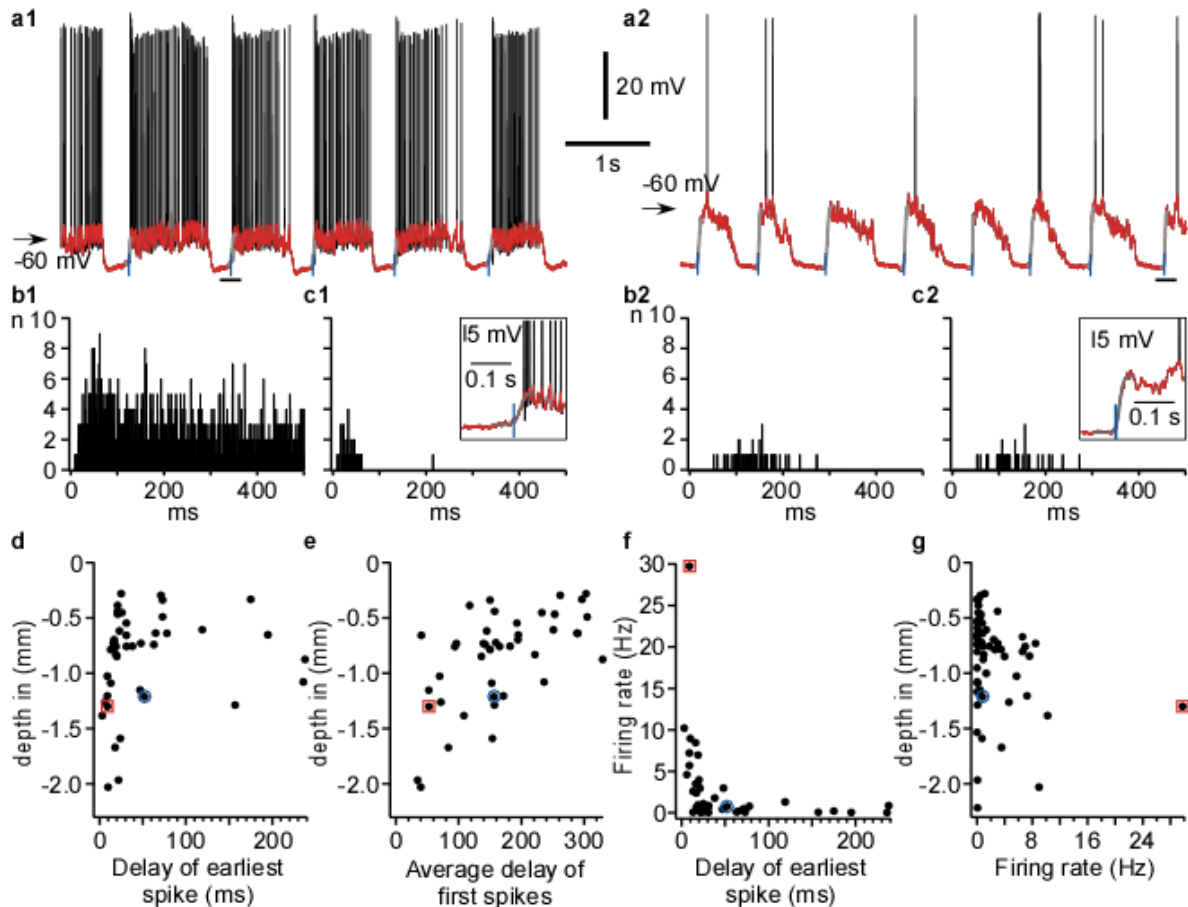 a1
20 mV
1s
-60 mV
a2
-60 mV
b1
n 10
8
6
4
2
0
0 200 400
ms
c1
I5 mV
0.1 s
0 200 400
ms
b2
n 10
8
6
4
2
0
0 200 400
ms
c2
I5 mV
0.1 s
0 200 400
ms
d
0
-0.5
-1.0
-1.5
-2.0
depth in (mm)
0 100 200
Delay of earliest
spike (ms)
e
0
-0.5
-1.0
-1.5
-2.0
depth in (mm)
0 100 200 300
Average delay of
first spikes
f
30
25
20
15
10
5
0
Firing rate (Hz)
0 100 200
Delay of earliest
spike (ms)
g
0
-0.5
-1.0
-1.5
-2.0
depth in (mm)
0 8 16 24
Firing rate (Hz)